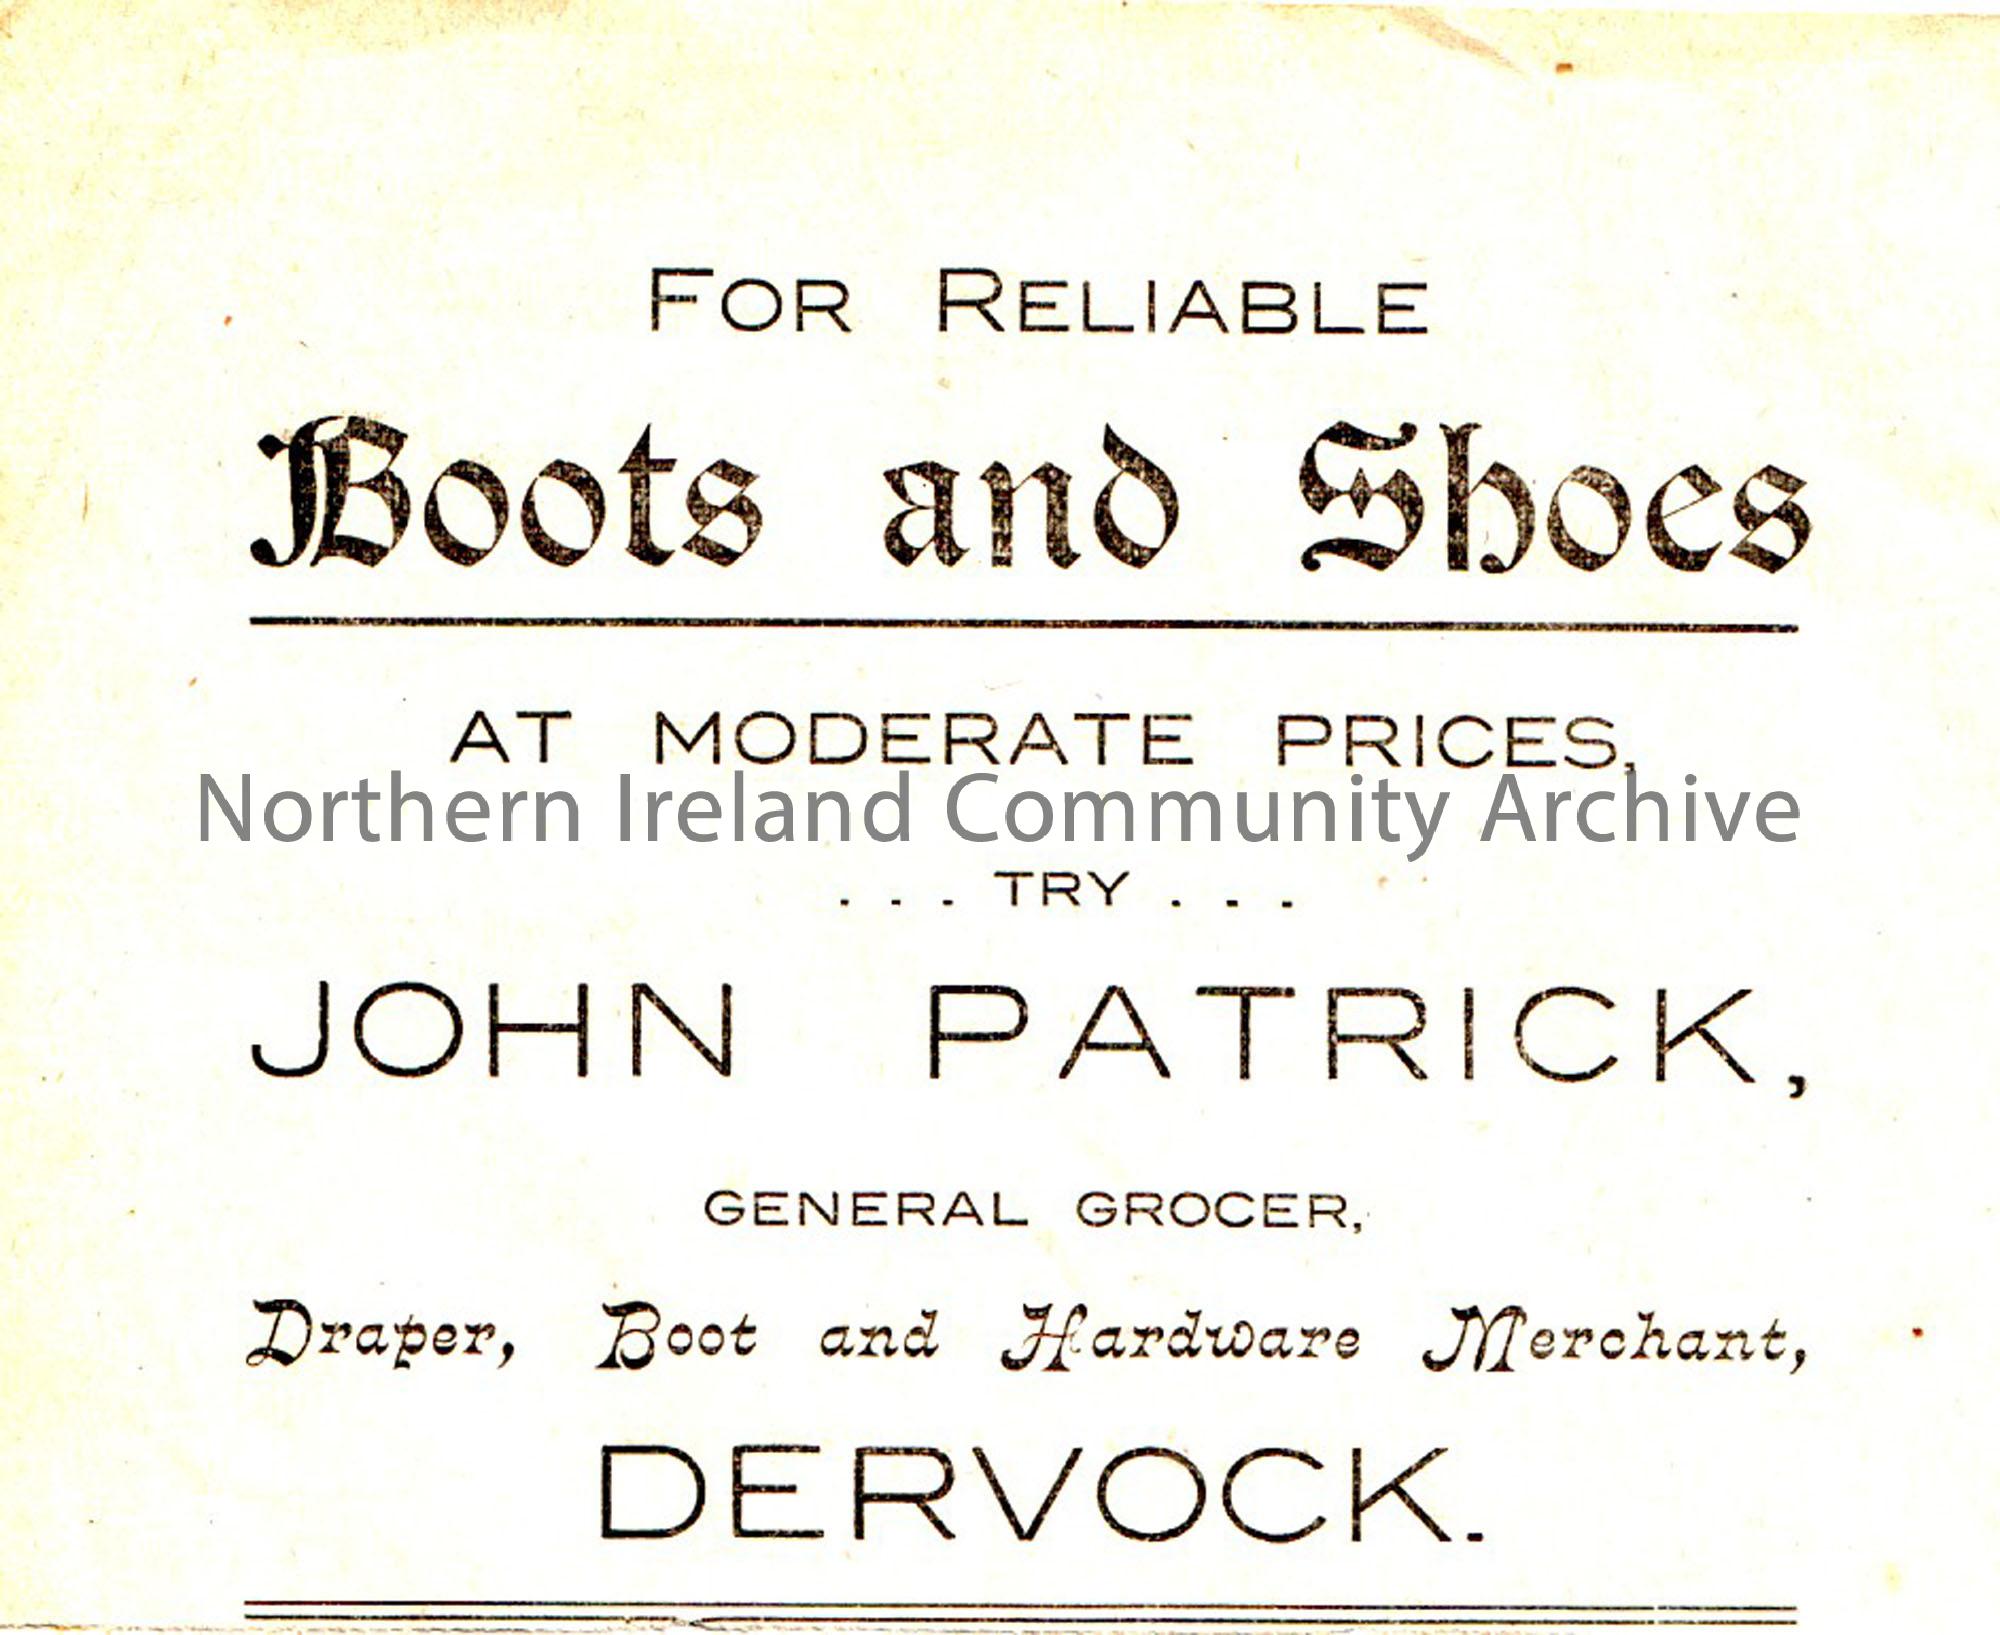 FOR RELIABLE
Boots and Shoes
AT MODERATE PRICES,
Northern Ireland Community Archive
. . . TRY . . .
JOHN PATRICK,
GENERAL GROCER,
Draper, Boot and Hardware Merchant,
DERVOCK.